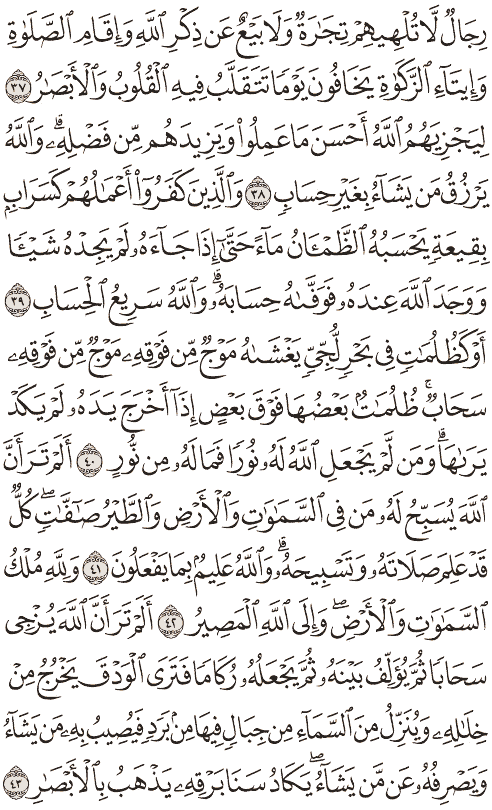 رِجَالٌ لَّا تُلْهِيهِمْ تِجَٰرَةٌ وَلَا بَيْعٌ عَن ذِكْرِ ٱللَّهِ وَإِقَامِ ٱلصَّلَوٰةِ
وَإِيتَآءِ ٱلزَّكَوٰةِ يَخَافُونَ يَوْمًا تَتَقَلَّبُ فِيهِ ٱلْقُلُوبُ وَٱلْأَبْصَٰرُ ٣٧
لِيَجْزِيَهُمُ ٱللَّهُ أَحْسَنَ مَا عَمِلُوا۟ وَيَزِيدَهُم مِّن فَضْلِهِۦۗ وَٱللَّهُ
يَرْزُقُ مَن يَشَآءُ بِغَيْرِ حِسَابٍ ٣٨ وَٱلَّذِينَ كَفَرُوٓا۟ أَعْمَٰلُهُمْ كَسَرَابٍۭ
بِقِيعَةٍ يَحْسَبُهُ ٱلظَّمْـَٔانُ مَآءً حَتَّىٰٓ إِذَا جَآءَهُۥ لَمْ يَجِدْهُ شَيْـًٔا
وَوَجَدَ ٱللَّهَ عِندَهُۥ فَوَفَّىٰهُ حِسَابَهُۥۗ وَٱللَّهُ سَرِيعُ ٱلْحِسَابِ ٣٩
أَوْ كَظُلُمَٰتٍ فِى بَحْرٍ لُّجِّىٍّ يَغْشَىٰهُ مَوْجٌ مِّن فَوْقِهِۦ مَوْجٌ مِّن فَوْقِهِۦ
سَحَابٌۚ ظُلُمَٰتٌۢ بَعْضُهَا فَوْقَ بَعْضٍ إِذَآ أَخْرَجَ يَدَهُۥ لَمْ يَكَدْ
يَرَىٰهَاۗ وَمَن لَّمْ يَجْعَلِ ٱللَّهُ لَهُۥ نُورًا فَمَا لَهُۥ مِن نُّورٍ ٤٠ أَلَمْ تَرَ أَنَّ
ٱللَّهَ يُسَبِّحُ لَهُۥ مَن فِى ٱلسَّمَٰوَٰتِ وَٱلْأَرْضِ وَٱلطَّيْرُ صَٰٓفَّٰتٍۖ كُلٌّ
قَدْ عَلِمَ صَلَاتَهُۥ وَتَسْبِيحَهُۥۗ وَٱللَّهُ عَلِيمٌۢ بِمَا يَفْعَلُونَ ٤١ وَلِلَّهِ مُلْكُ
ٱلسَّمَٰوَٰتِ وَٱلْأَرْضِۖ وَإِلَى ٱللَّهِ ٱلْمَصِيرُ ٤٢ أَلَمْ تَرَ أَنَّ ٱللَّهَ يُزْجِى
سَحَابًا ثُمَّ يُؤَلِّفُ بَيْنَهُۥ ثُمَّ يَجْعَلُهُۥ رُكَامًا فَتَرَى ٱلْوَدْقَ يَخْرُجُ مِنْ
خِلَٰلِهِۦ وَيُنَزِّلُ مِنَ ٱلسَّمَآءِ مِن جِبَالٍ فِيهَا مِنۢ بَرَدٍ فَيُصِيبُ بِهِۦ مَن يَشَآءُ
وَيَصْرِفُهُۥ عَن مَّن يَشَآءُۖ يَكَادُ سَنَا بَرْقِهِۦ يَذْهَبُ بِٱلْأَبْصَٰرِ ٤٣